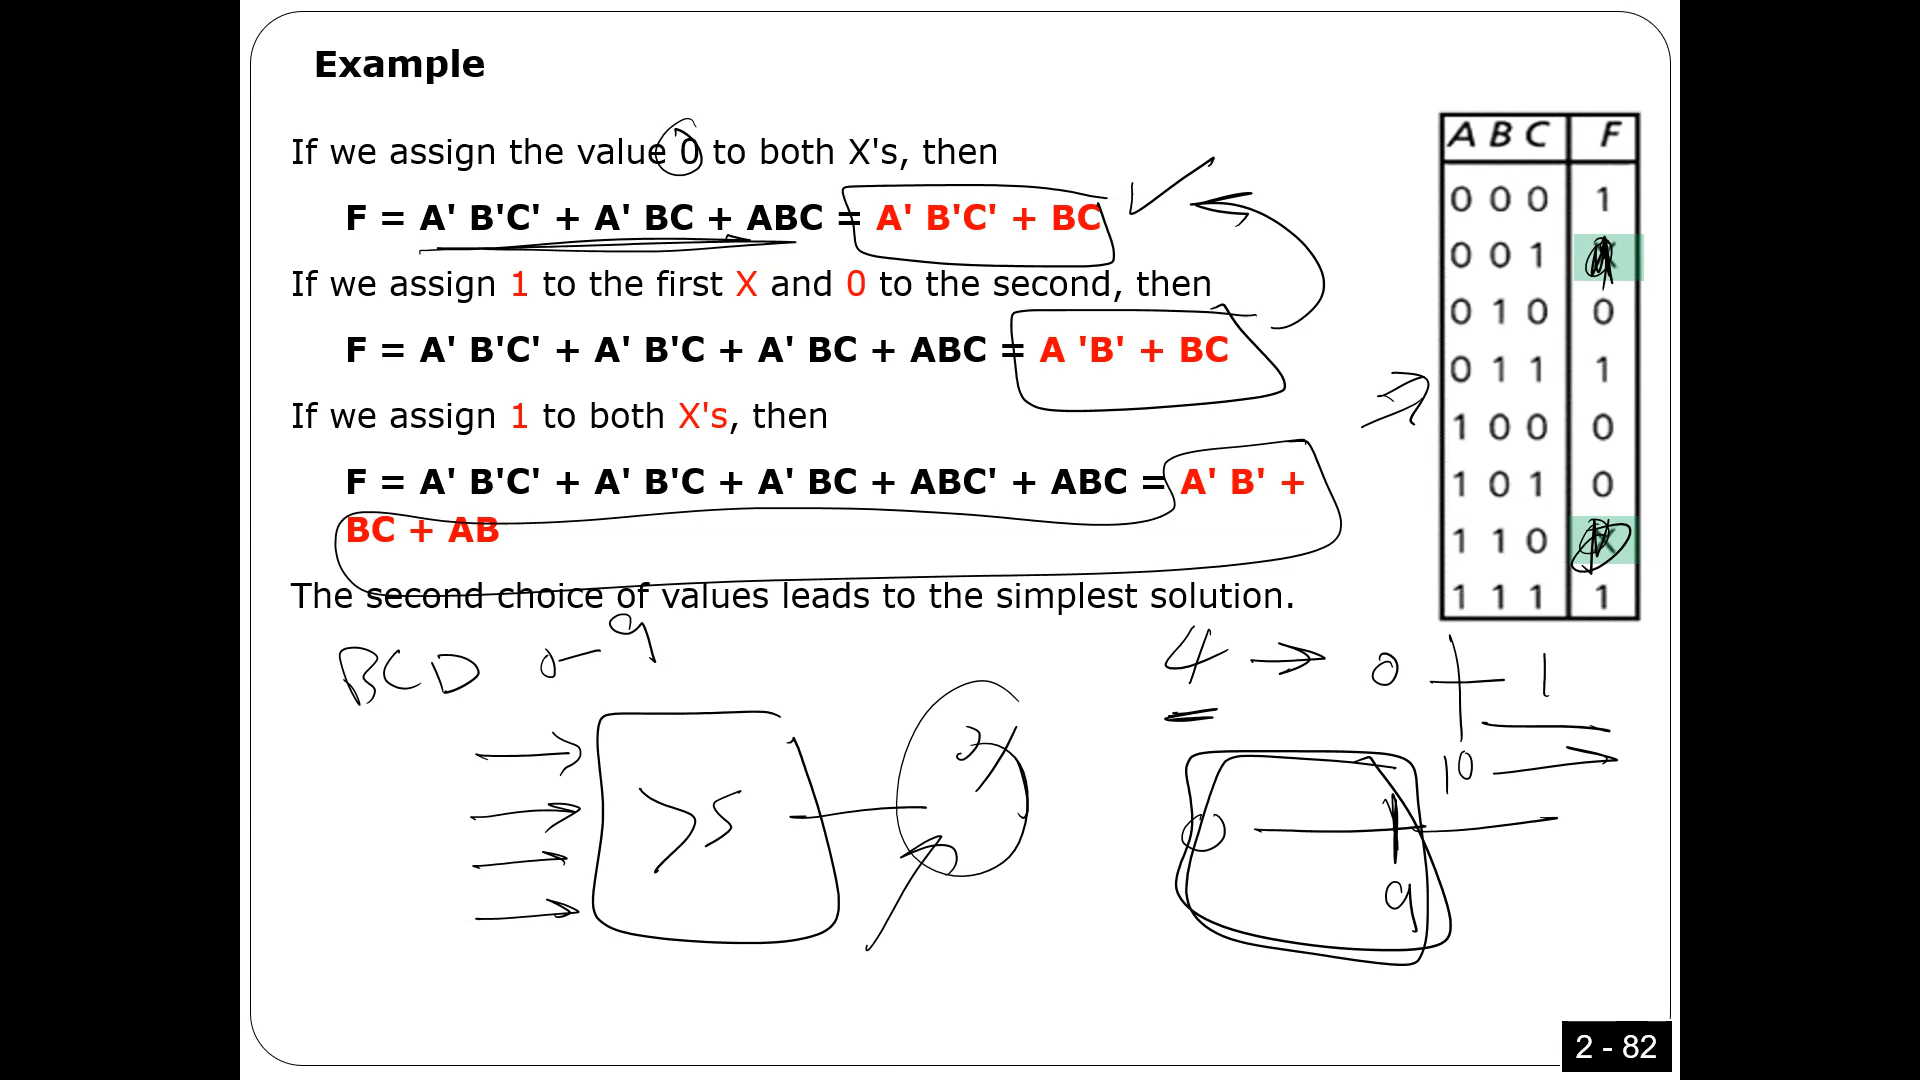 Example
If we assign the value 0 to both X's, then
F = A' B'C' + A' BC + ABC = A' B'C' + BC
If we assign 1 to the first X and 0 to the second, then
F = A' B'C' + A' B'C + A' BC + ABC = A 'B' + BC
If we assign 1 to both X's, then
F = A' B'C' + A' B'C + A' BC + ABC' + ABC = A' B' +
BC + AB
The second choice of values leads to the simplest solution.
A B C F
0 0 0 1
0 0 1 X
0 1 0 0
0 1 1 1
1 0 0 0
1 0 1 0
1 1 0 X
1 1 1 1
BCD 0-9
4 → 0 + 1
10
>5
0
9
2 - 82